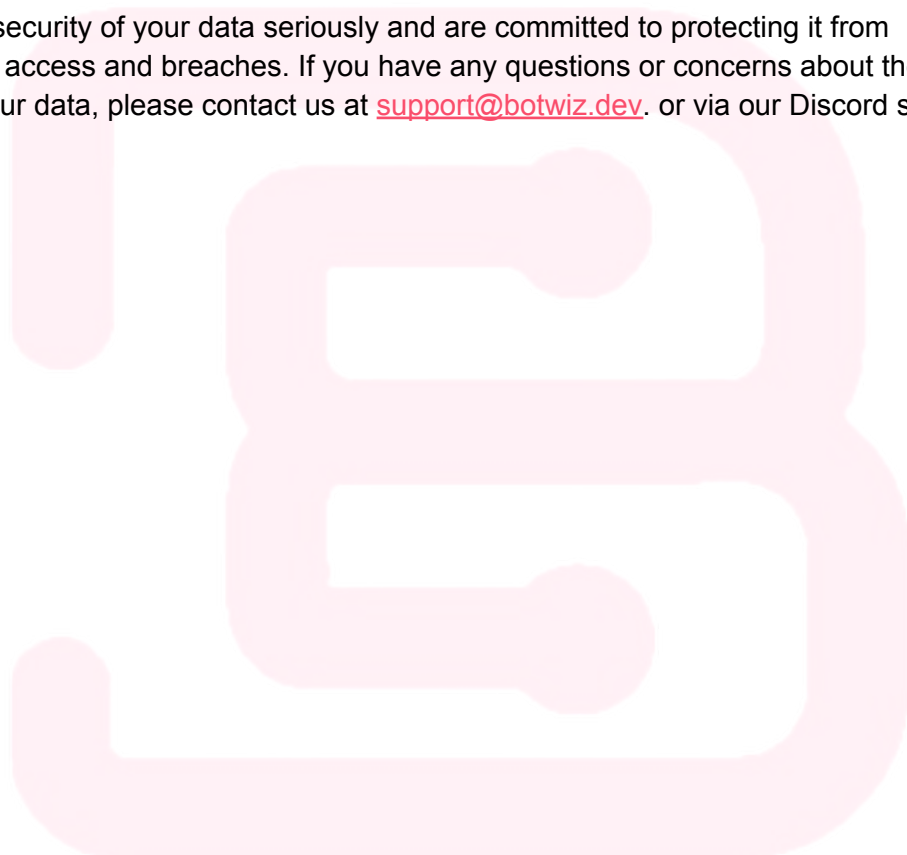 security of your data seriously and are committed to protecting it from
access and breaches. If you have any questions or concerns about th
ur data, please contact us at support@botwiz.dev. or via our Discord s